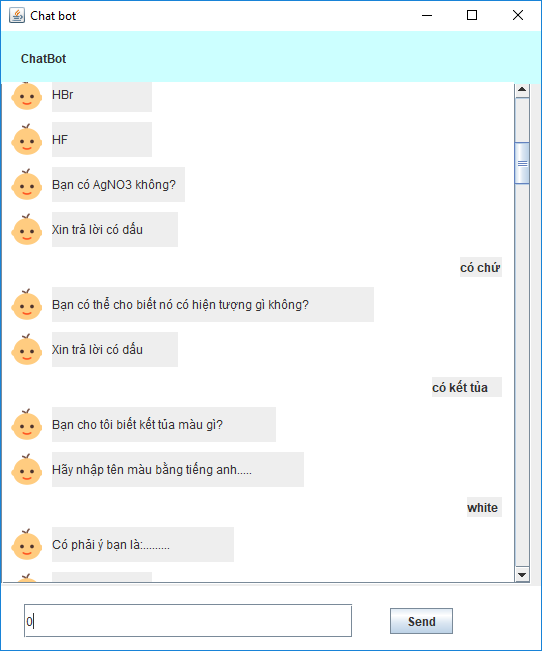 Chat bot
ChatBot
HBr
HF
Bạn có AgNO3 không?
Xin trả lời có dấu
có chứ
Bạn có thể cho biết nó có hiện tượng gì không?
Xin trả lời có dấu
có kết tủa
Bạn cho tôi biết kết tủa màu gì?
Hãy nhập tên màu bằng tiếng anh.....
white
Có phải ý bạn là:.........
0
Send